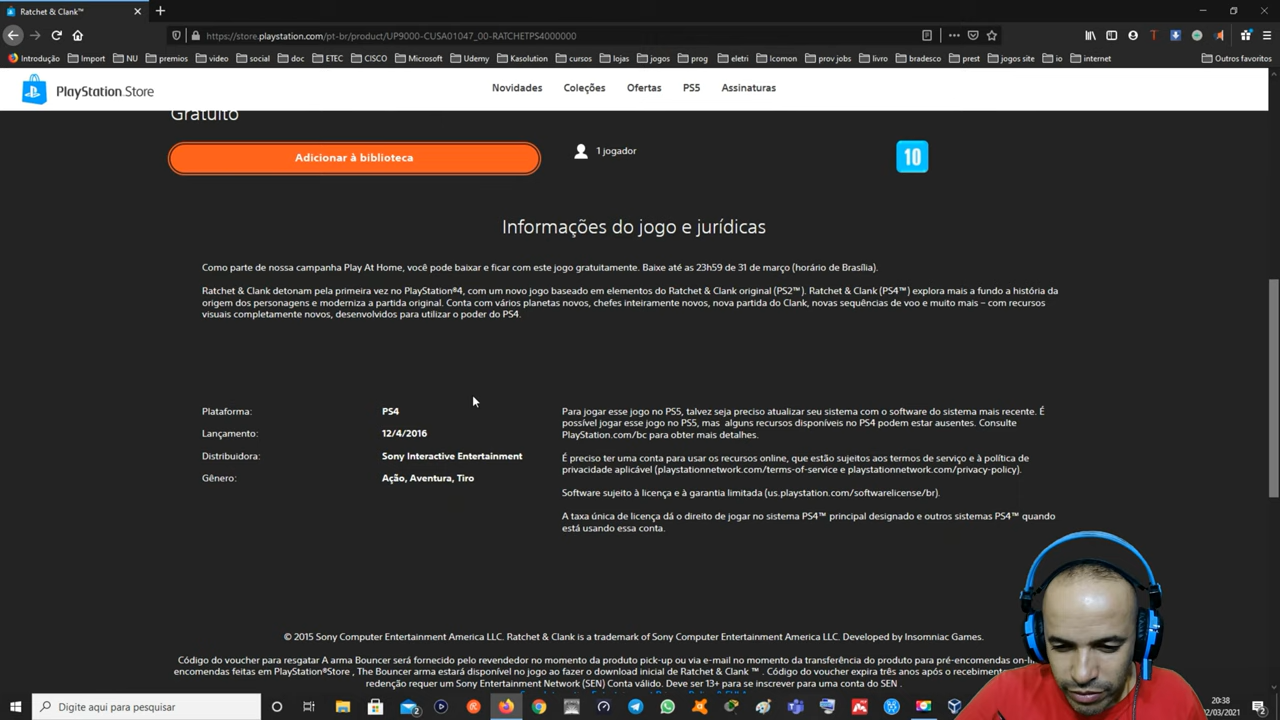 Ratchet & Clank™
https://store.playstation.com/pt-br/product/UP9000-CUSA01047_00-RATCHETPS4000000
Introdução Import NU premios video social doc ETEC CISCO Microsoft Udemy Kasolution cursos lojas jogos prog eletri Icomon prov jobs livro bradesco prest jogos site io internet Outros favoritos
PlayStation.Store Novidades Coleções Ofertas PS5 Assinaturas
Gratuito
Adicionar à biblioteca
1 jogador
10
Informações do jogo e jurídicas
Como parte de nossa campanha Play At Home, você pode baixar e ficar com este jogo gratuitamente. Baixe até as 23h59 de 31 de março (horário de Brasília).
Ratchet & Clank detonam pela primeira vez no PlayStation®4, com um novo jogo baseado em elementos do Ratchet & Clank original (PS2™). Ratchet & Clank (PS4™) explora mais a fundo a história da
origem dos personagens e moderniza a partida original. Conta com vários planetas novos, chefes inteiramente novos, nova partida do Clank, novas sequências de voo e muito mais – com recursos
visuais completamente novos, desenvolvidos para utilizar o poder do PS4.
Plataforma: PS4
Lançamento: 12/4/2016
Distribuidora: Sony Interactive Entertainment
Gênero: Ação, Aventura, Tiro
Para jogar esse jogo no PS5, talvez seja preciso atualizar seu sistema com o software do sistema mais recente. É
possível jogar esse jogo no PS5, mas alguns recursos disponíveis no PS4 podem estar ausentes. Consulte
PlayStation.com/bc para obter mais detalhes.
É preciso ter uma conta para usar os recursos online, que estão sujeitos aos termos de serviço e à política de
privacidade aplicável (playstationnetwork.com/terms-of-service e playstationnetwork.com/privacy-policy).
Software sujeito à licença e à garantia limitada (us.playstation.com/softwarelicense/br).
A taxa única de licença dá o direito de jogar no sistema PS4™ principal designado e outros sistemas PS4™ quando
está usando essa conta.
© 2015 Sony Computer Entertainment America LLC. Ratchet & Clank is a trademark of Sony Computer Entertainment America LLC. Developed by Insomniac Games.
Código do voucher para resgatar A arma Bouncer será fornecido pelo revendedor no momento da produto pick-up ou via e-mail no momento da transferência do produto para pré-encomendas
encomendas feitas em PlayStation®Store , The Bouncer arma estará disponível no jogo ao fazer o download inicial de Ratchet & Clank ™ . Código do voucher expira três anos após o
redenção requer um Sony Entertainment Network (SEN) Conta válido. Deve ser 13+ para se inscrever para uma conta do SEN .
Digite aqui para pesquisar
20:38